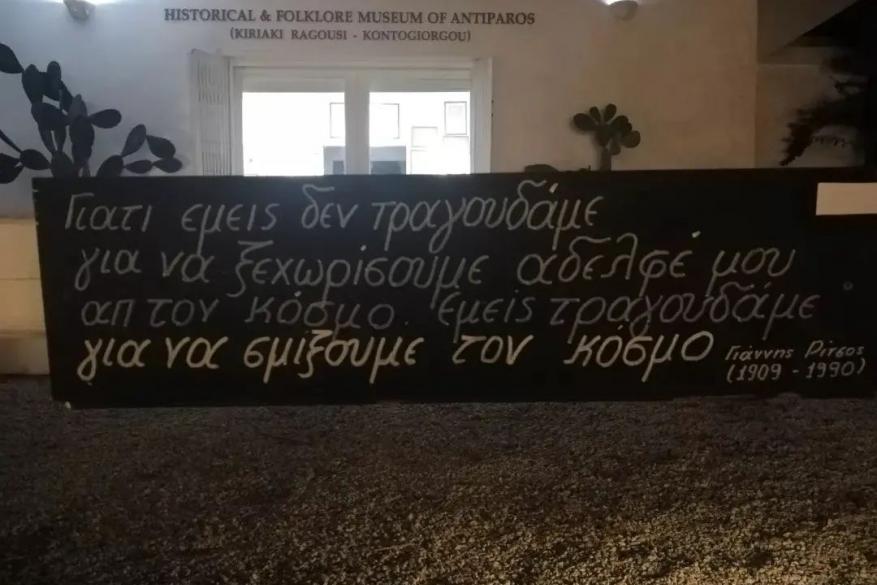 HISTORICAL & FOLKLORE MUSEUM OF ANTIPAROS
(KIRIAKI RAGOUSI - KONTOGIORGOU)
Γιατι εμεις δεν τραγουδάμε
για να ξεχωρίσουμε αδελφέ μου
απ τον κόσμο. εμεις τραγουδάμε
για να σμιξουμε τον κόσμο
Γιάννης Ρίτσος
(1909 - 1990)